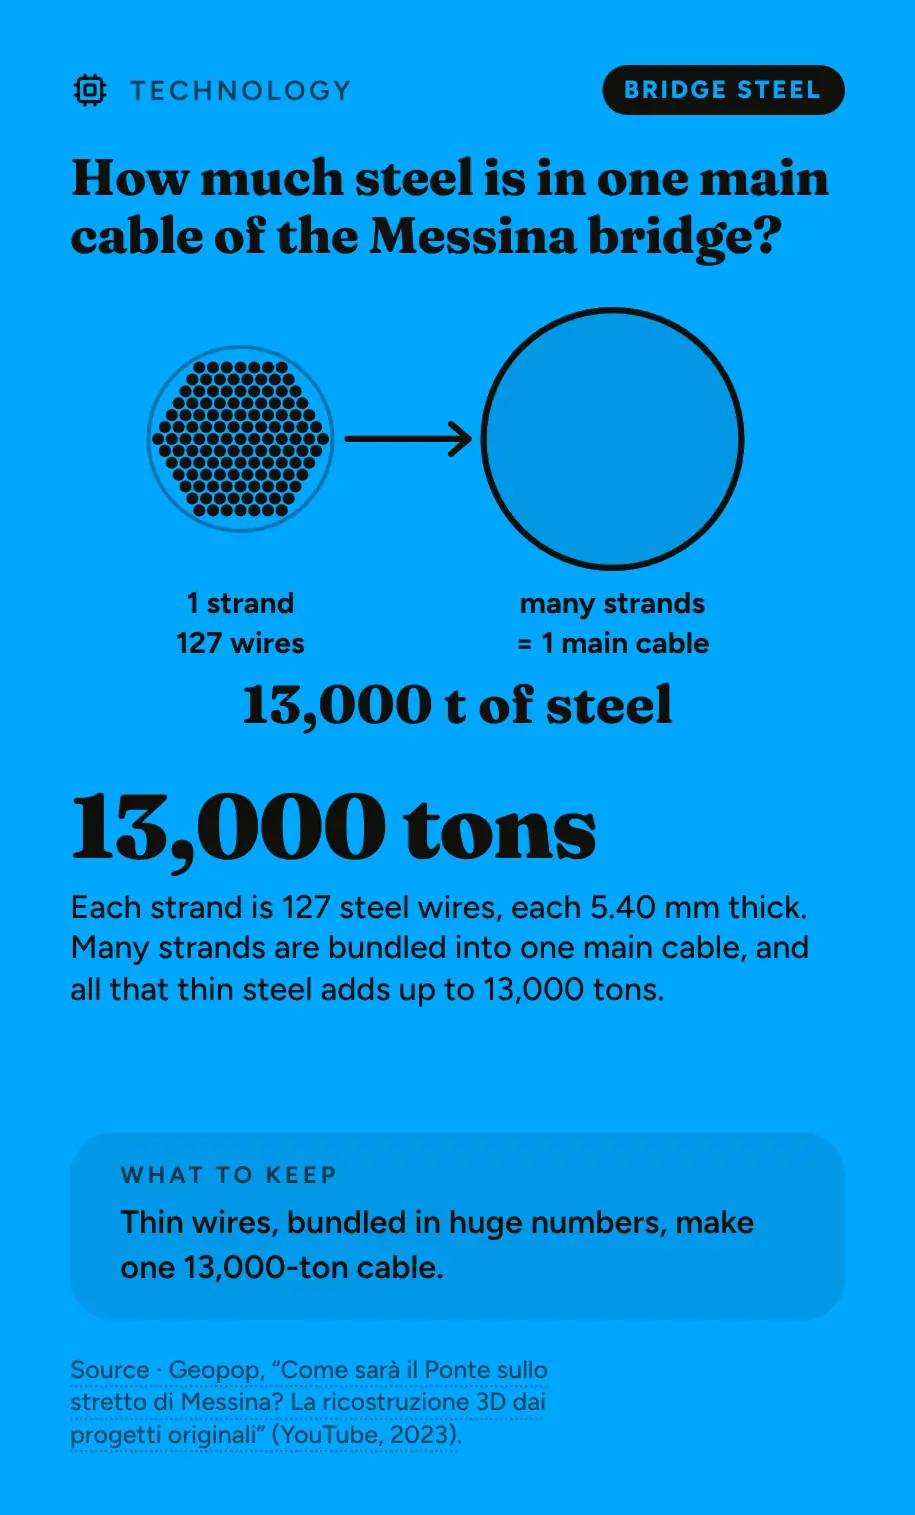 TECHNOLOGY
BRIDGE STEEL
How much steel is in one main
cable of the Messina bridge?
1 strand
127 wires
many strands
= 1 main cable
13,000 t of steel
13,000 tons
Each strand is 127 steel wires, each 5.40 mm thick.
Many strands are bundled into one main cable, and
all that thin steel adds up to 13,000 tons.
WHAT TO KEEP
Thin wires, bundled in huge numbers, make
one 13,000-ton cable.
Source · Geopop, “Come sarà il Ponte sullo
stretto di Messina? La ricostruzione 3D dai
progetti originali” (YouTube, 2023).